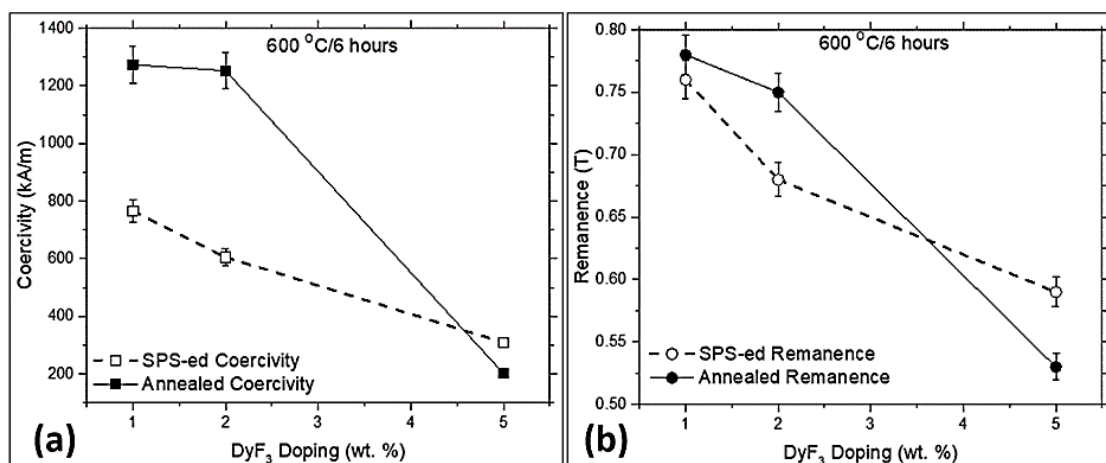 600 °C/6 hours
Coercivity (kA/m)
1400
1200
1000
800
600
400
200
SPS-ed Coercivity
Annealed Coercivity
1
2
3
4
5
DyF₃ Doping (wt. %)
(a)
600 °C/6 hours
Remanence (T)
0.80
0.75
0.70
0.65
0.60
0.55
0.50
SPS-ed Remanence
Annealed Remanence
1
2
3
4
5
DyF₃ Doping (wt. %)
(b)